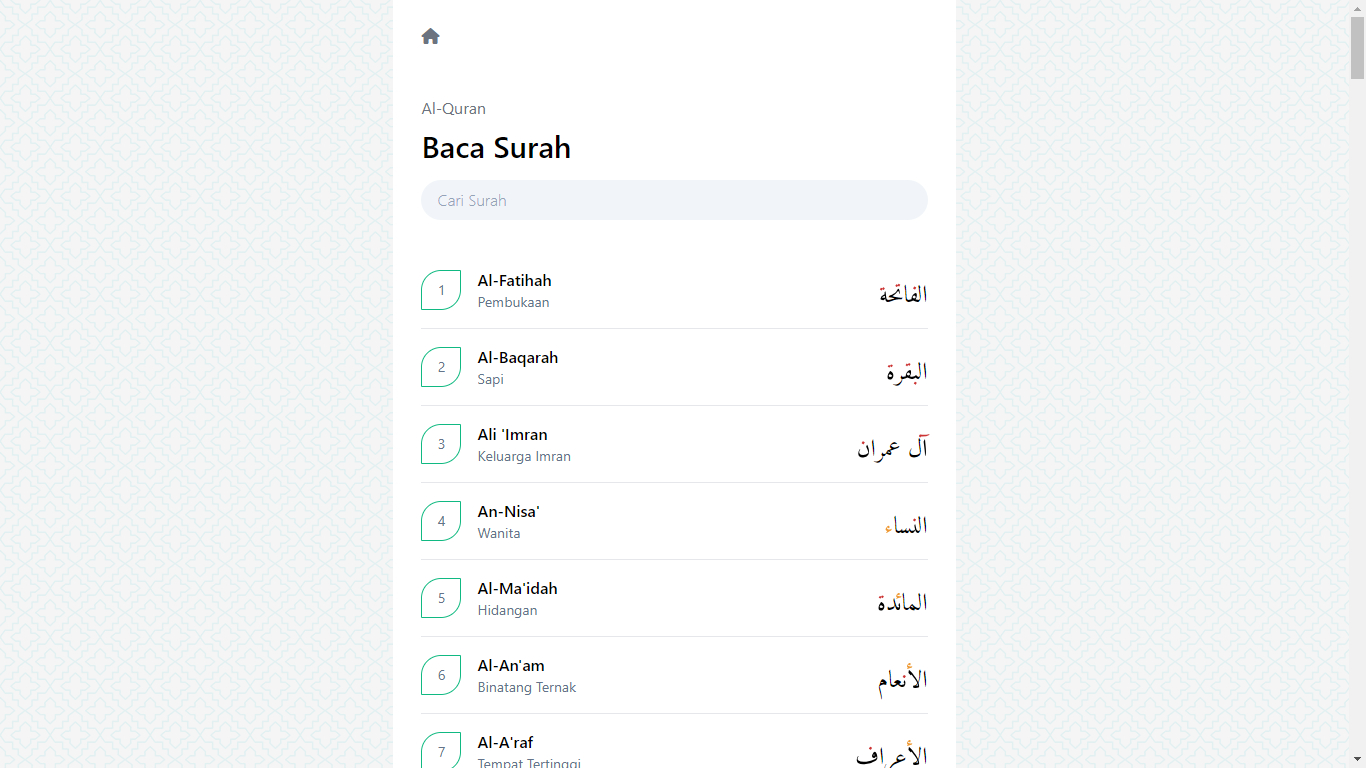 Al-Quran
Baca Surah
Cari Surah
1
Al-Fatihah
Pembukaan
الفاتحة
2
Al-Baqarah
Sapi
البقرة
3
Ali 'Imran
Keluarga Imran
آل عمران
4
An-Nisa'
Wanita
النساء
5
Al-Ma'idah
Hidangan
المائدة
6
Al-An'am
Binatang Ternak
الأنعام
7
Al-A'raf
Tempat Tertinggi
الأعراف